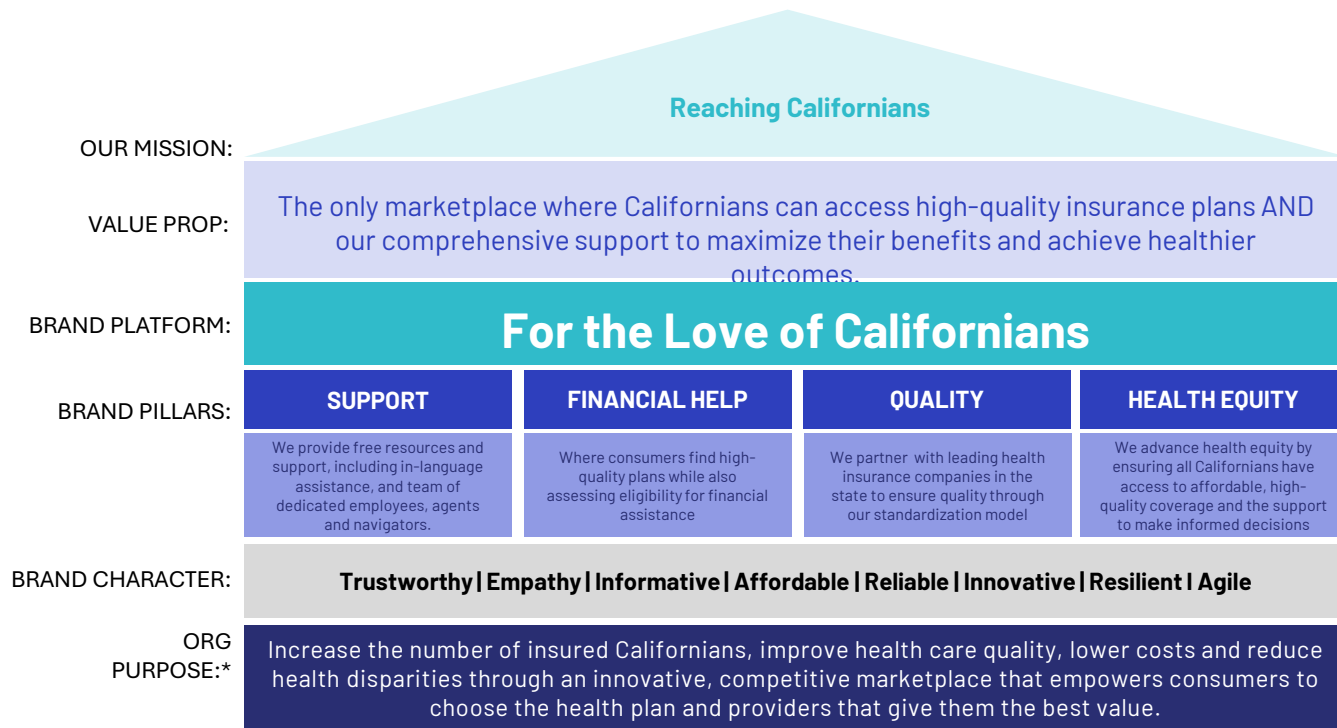 Reaching Californians
OUR MISSION:
VALUE PROP:
The only marketplace where Californians can access high-quality insurance plans AND
our comprehensive support to maximize their benefits and achieve healthier
outcomes.
BRAND PLATFORM:
For the Love of Californians
BRAND PILLARS:
SUPPORT
We provide free resources and
support, including in-language
assistance, and team of
dedicated employees, agents
and navigators.
FINANCIAL HELP
Where consumers find high-
quality plans while also
assessing eligibility for financial
assistance
QUALITY
We partner with leading health
insurance companies in the
state to ensure quality through
our standardization model
HEALTH EQUITY
We advance health equity by
ensuring all Californians have
access to affordable, high-
quality coverage and the support
to make informed decisions
BRAND CHARACTER:
Trustworthy | Empathy | Informative | Affordable | Reliable | Innovative | Resilient I Agile
ORG
PURPOSE:*
Increase the number of insured Californians, improve health care quality, lower costs and reduce
health disparities through an innovative, competitive marketplace that empowers consumers to
choose the health plan and providers that give them the best value.